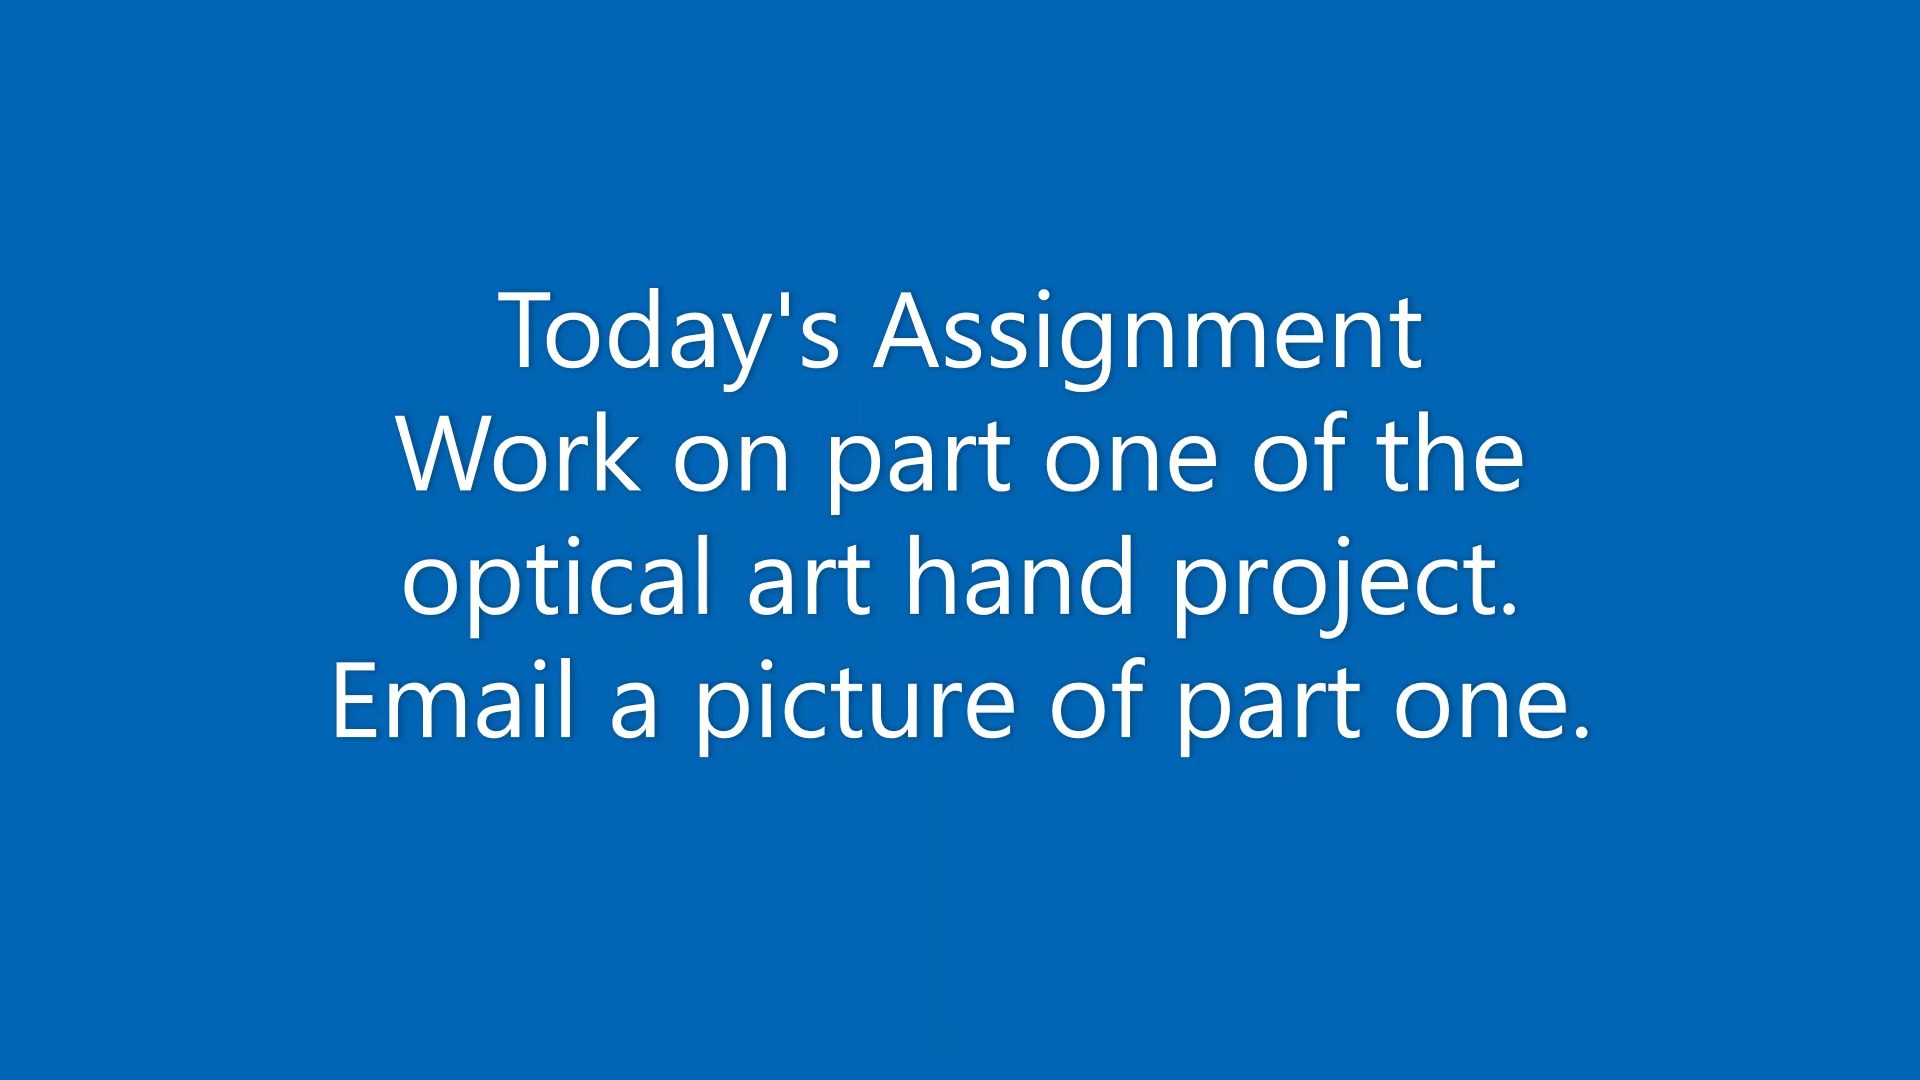 Today's Assignment
Work on part one of the
optical art hand project.
Email a picture of part one.